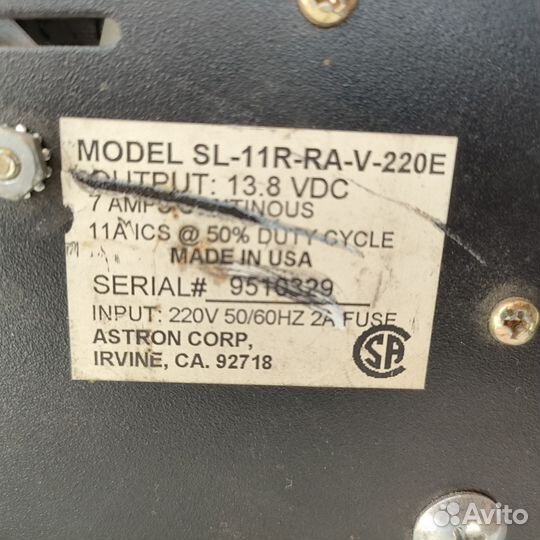 MODEL SL-11R-RA-V-220E
OUTPUT: 13.8 VDC
7 AMPS CONTINOUS
11A ICS @ 50% DUTY CYCLE
MADE IN USA
SERIAL# 9510329
INPUT: 220V 50/60HZ 2A FUSE
ASTRON CORP,
IRVINE, CA. 92718
SA
Avito